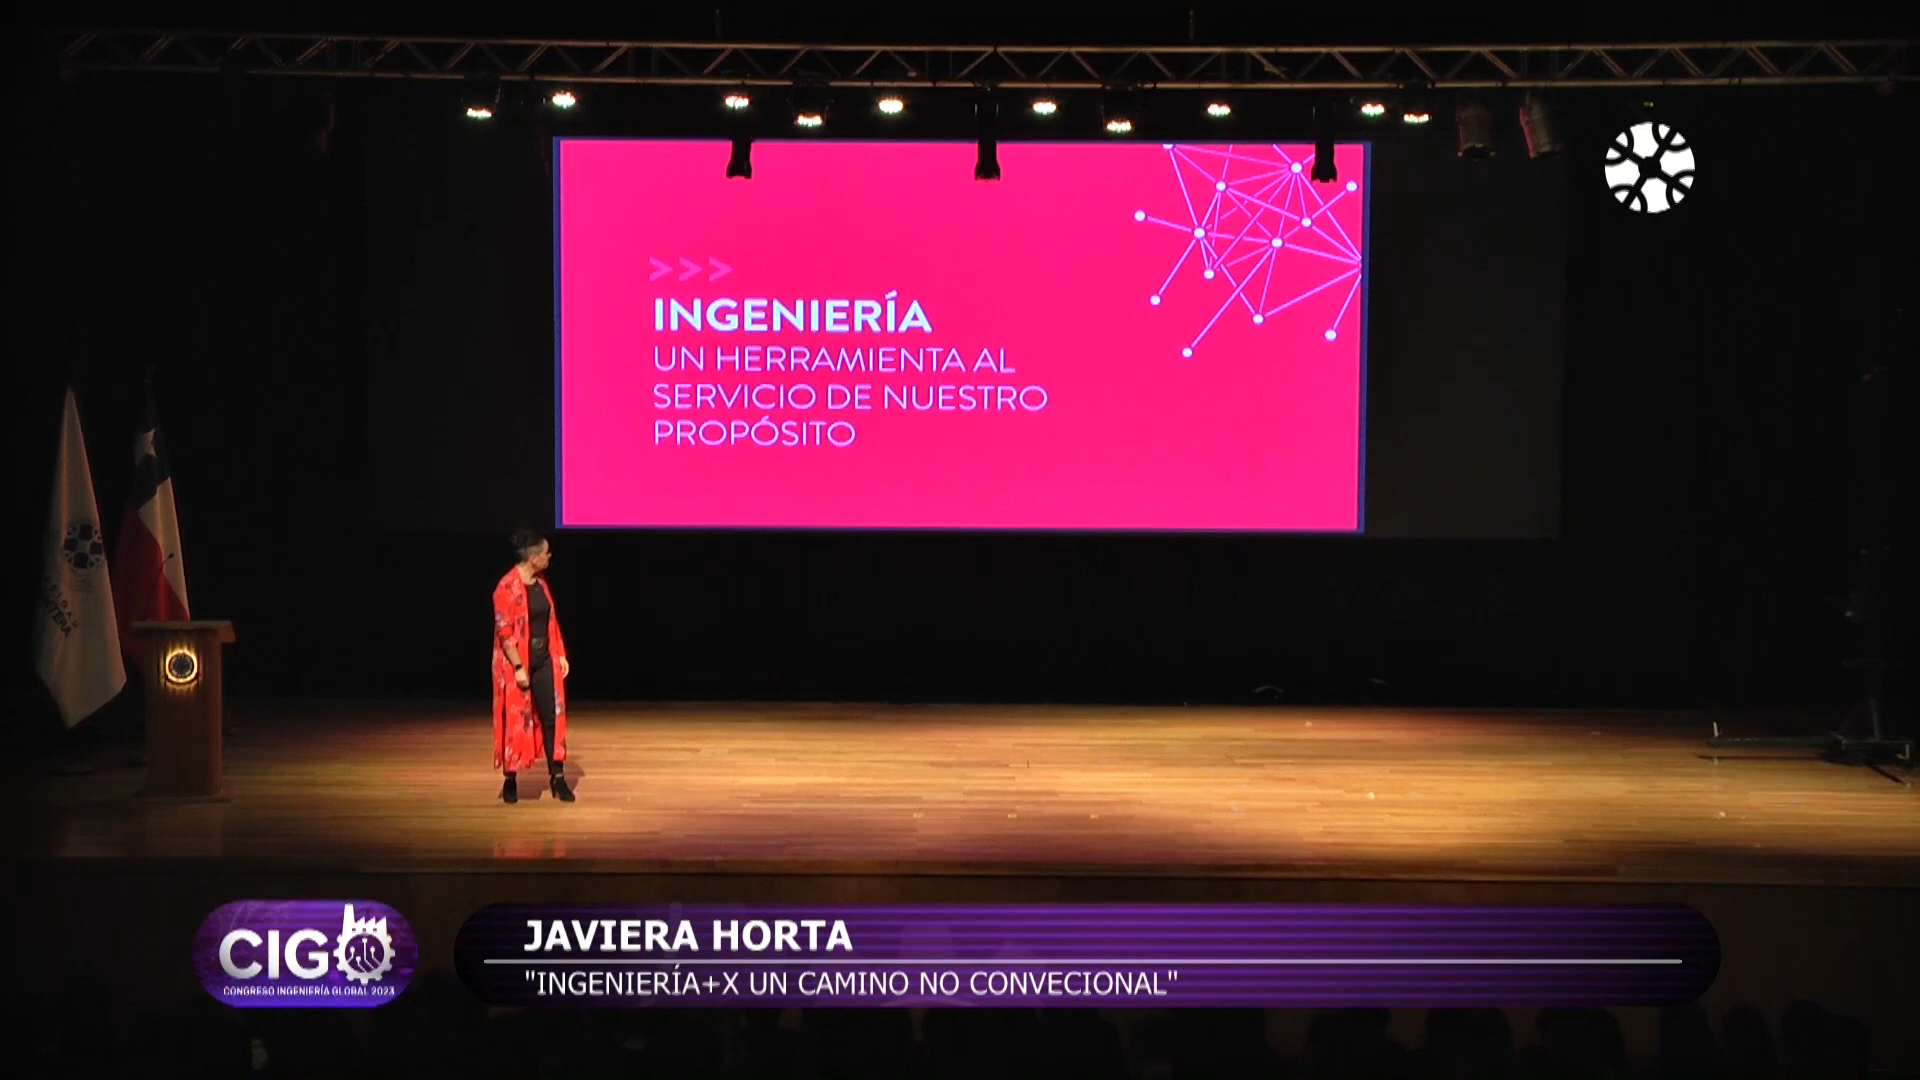 >>>
INGENIERÍA
UN HERRAMIENTA AL
SERVICIO DE NUESTRO
PROPÓSITO
CIGO
CONGRESO INGENIERÍA GLOBAL 2023
JAVIERA HORTA
"INGENIERÍA+X UN CAMINO NO CONVECIONAL"